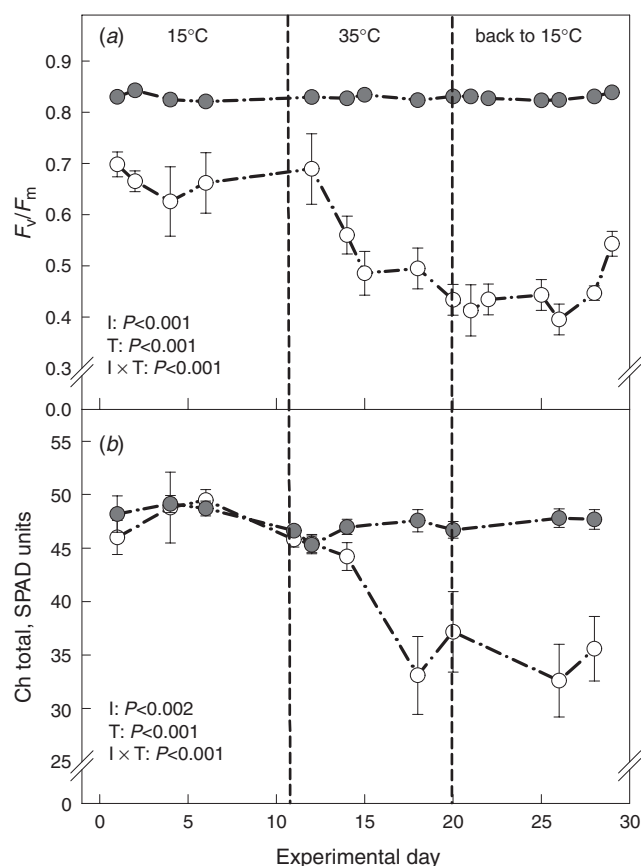 (a) 15°C 35°C back to 15°C
0.9
0.8
0.7
0.6
0.5
0.4
0.3
0.0
Fv/Fm
I: P<0.001
T: P<0.001
I × T: P<0.001
(b)
55
50
45
40
35
30
25
0
Ch total, SPAD units
I: P<0.002
T: P<0.001
I × T: P<0.001
0 5 10 15 20 25 30
Experimental day